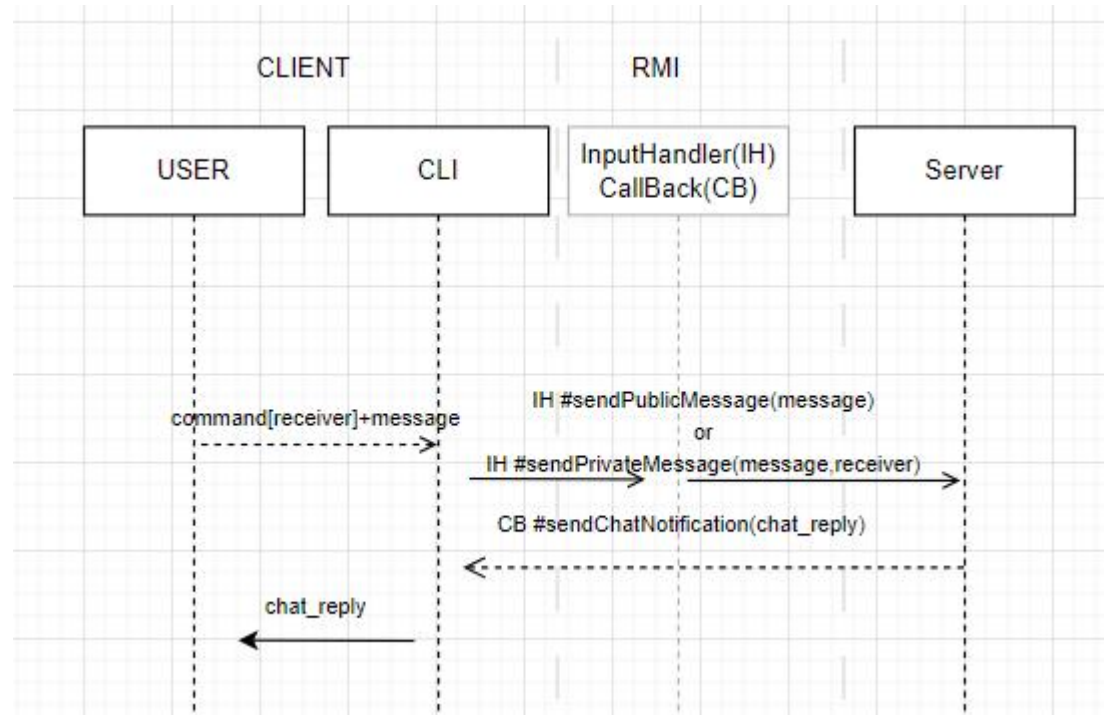 CLIENT
RMI
USER
CLI
InputHandler(IH)
CallBack(CB)
Server
command[receiver]+message
IH #sendPublicMessage(message)
or
IH #sendPrivateMessage(message,receiver)
CB #sendChatNotification(chat_reply)
chat_reply